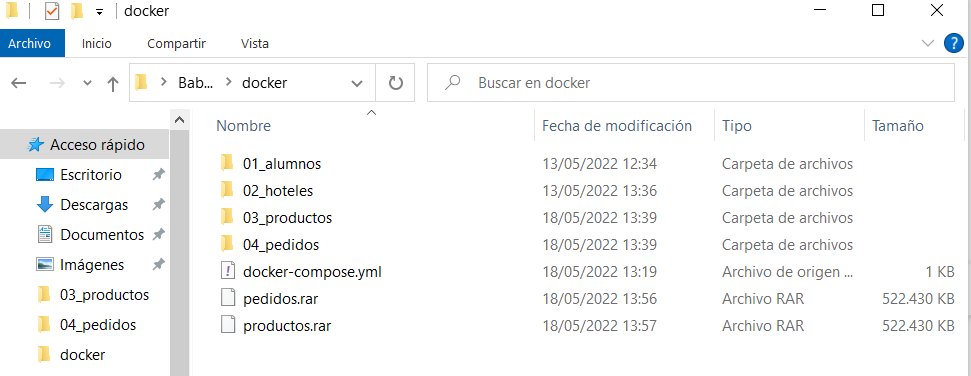 docker
Archivo Inicio Compartir Vista
Bab... docker Buscar en docker
Nombre Fecha de modificación Tipo Tamaño
Acceso rápido
Escritorio
Descargas
Documentos
Imágenes
03_productos
04_pedidos
docker
01_alumnos 13/05/2022 12:34 Carpeta de archivos
02_hoteles 13/05/2022 13:36 Carpeta de archivos
03_productos 18/05/2022 13:39 Carpeta de archivos
04_pedidos 18/05/2022 13:39 Carpeta de archivos
docker-compose.yml 18/05/2022 13:19 Archivo de origen ... 1 KB
pedidos.rar 18/05/2022 13:56 Archivo RAR 522.430 KB
productos.rar 18/05/2022 13:57 Archivo RAR 522.430 KB